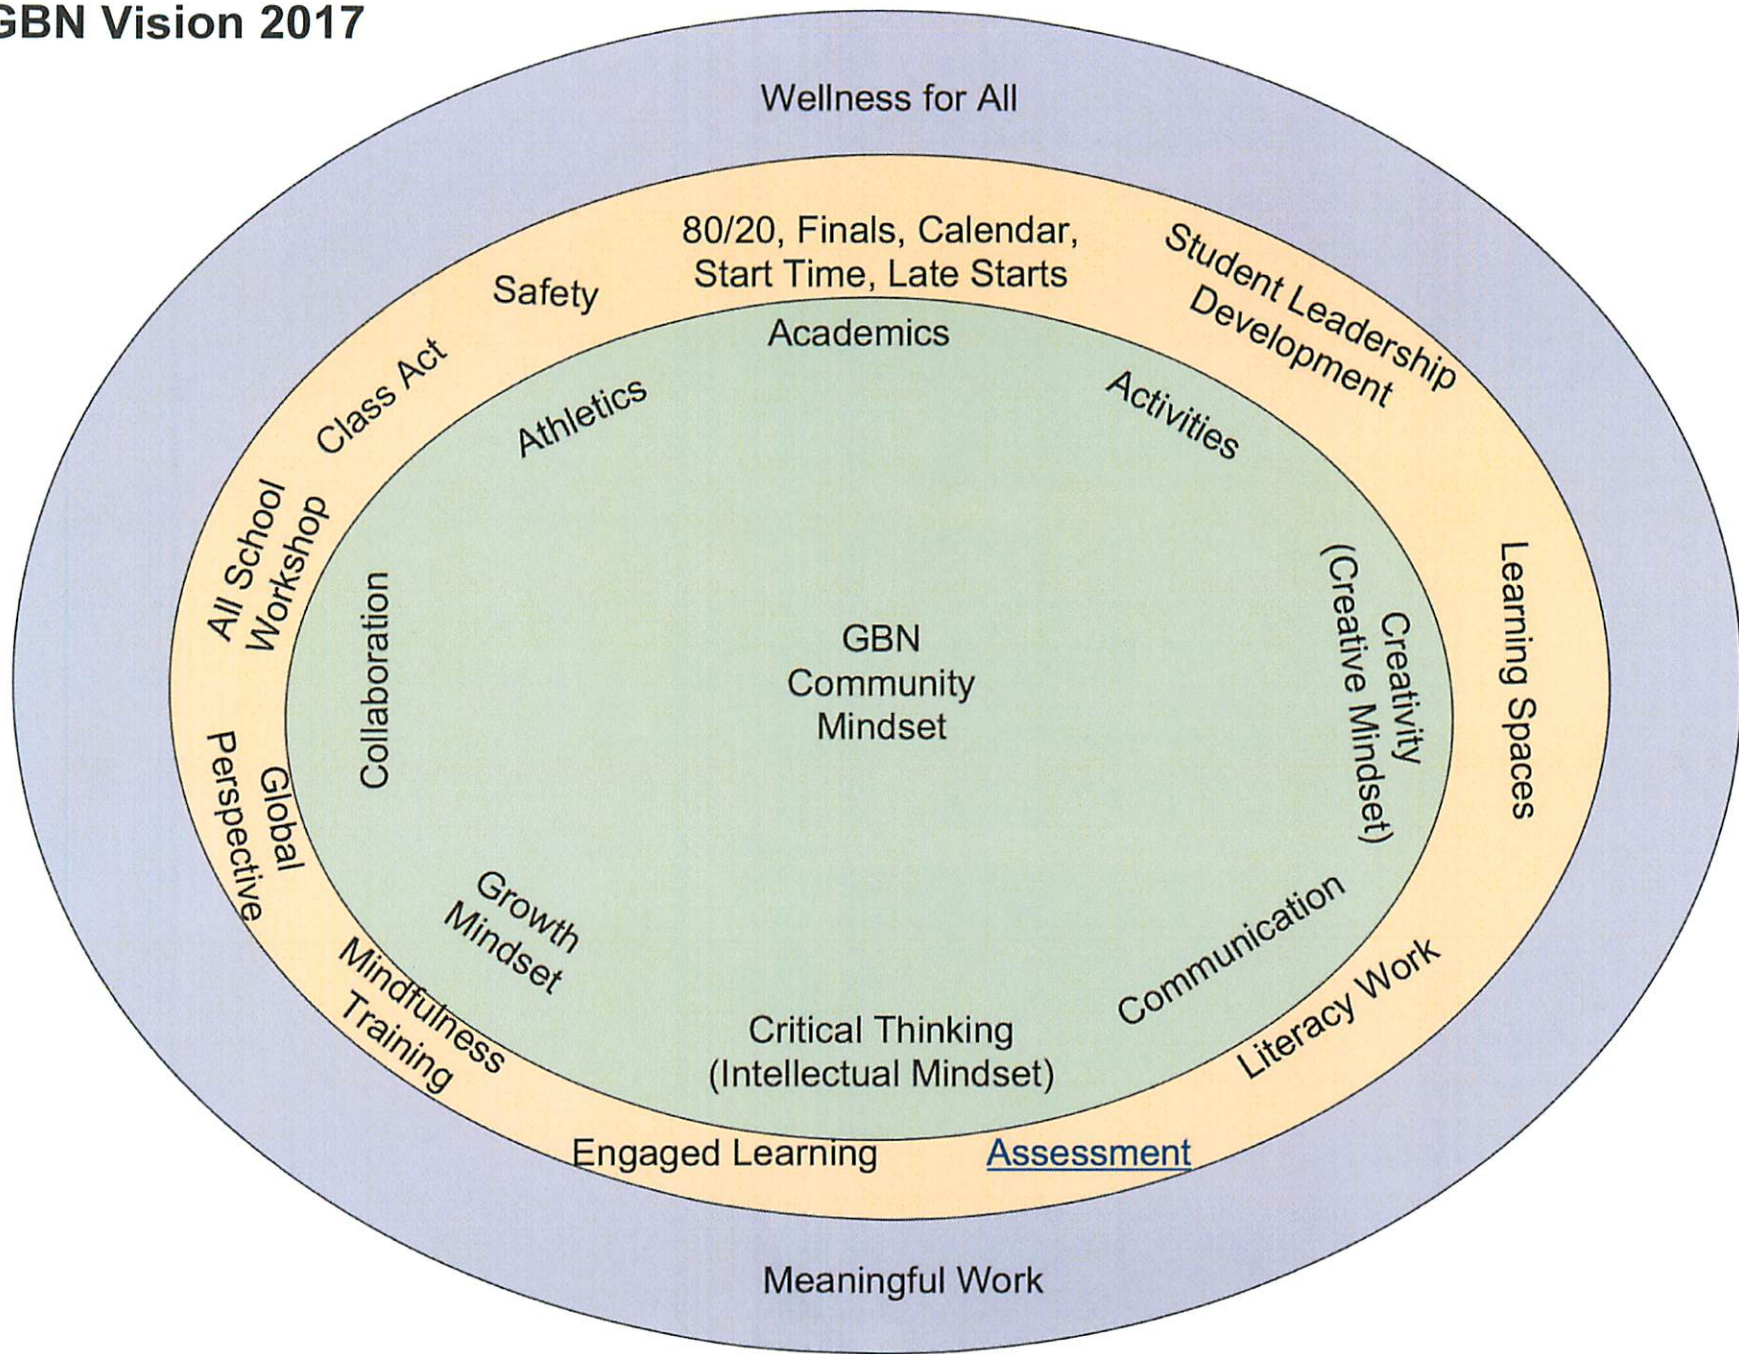 GBN Vision 2017
Wellness for All
80/20, Finals, Calendar,
Start Time, Late Starts
Student Leadership
Development
Safety
Class Act
All School
Workshop
Global
Perspective
Mindfulness
Training
Engaged Learning
Assessment
Literacy Work
Learning Spaces
Academics
Athletics
Activities
Collaboration
GBN
Community
Mindset
Creativity
(Creative Mindset)
Growth
Mindset
Communication
Critical Thinking
(Intellectual Mindset)
Meaningful Work